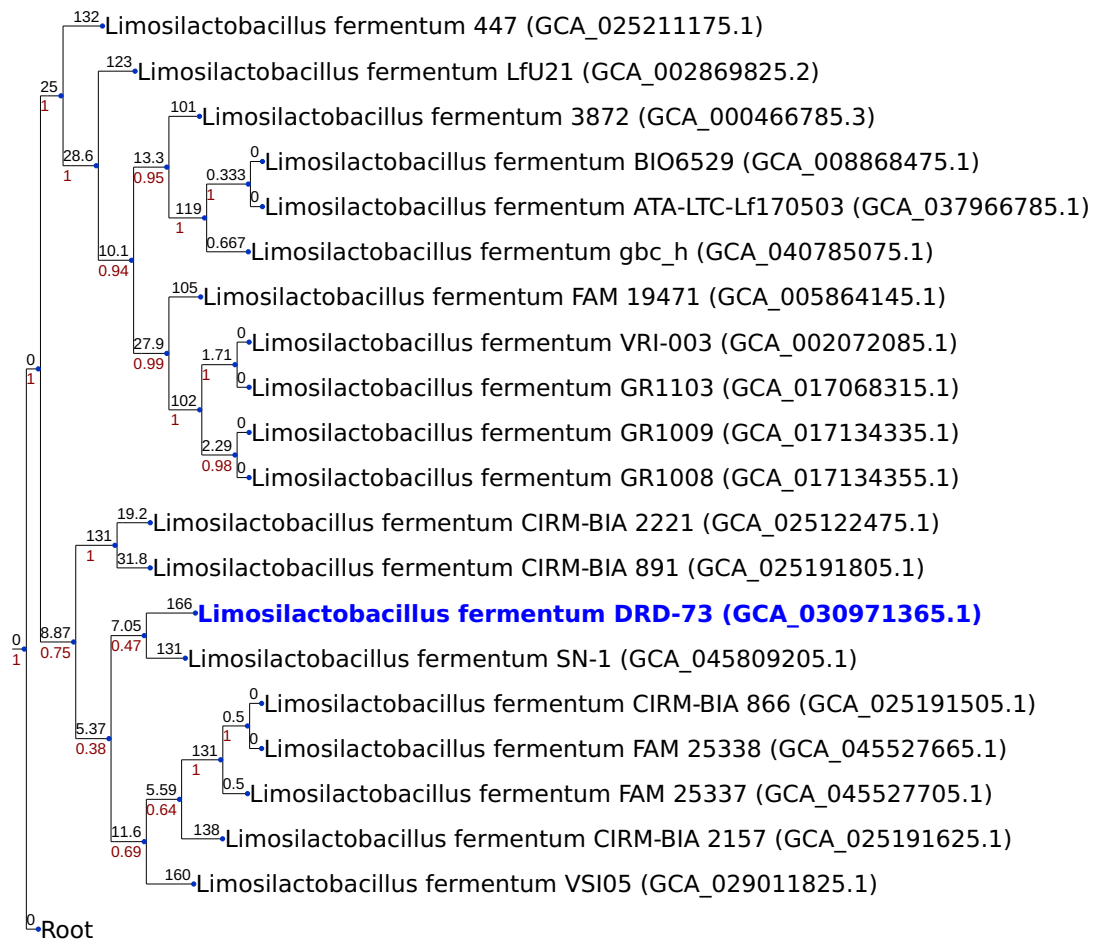 132 Limosilactobacillus fermentum 447 (GCA_025211175.1)
123 Limosilactobacillus fermentum LfU21 (GCA_002869825.2)
25
1
101 Limosilactobacillus fermentum 3872 (GCA_000466785.3)
28.6
1
13.3
0.95
0 Limosilactobacillus fermentum BIO6529 (GCA_008868475.1)
0.333
1
0 Limosilactobacillus fermentum ATA-LTC-Lf170503 (GCA_037966785.1)
119
1
0.667 Limosilactobacillus fermentum gbc_h (GCA_040785075.1)
10.1
0.94
105 Limosilactobacillus fermentum FAM 19471 (GCA_005864145.1)
0 Limosilactobacillus fermentum VRI-003 (GCA_002072085.1)
27.9
0.99
1.71
1
0
1
0 Limosilactobacillus fermentum GR1103 (GCA_017068315.1)
102
1
0 Limosilactobacillus fermentum GR1009 (GCA_017134335.1)
2.29
0.98
0 Limosilactobacillus fermentum GR1008 (GCA_017134355.1)
19.2 Limosilactobacillus fermentum CIRM-BIA 2221 (GCA_025122475.1)
131
1
31.8 Limosilactobacillus fermentum CIRM-BIA 891 (GCA_025191805.1)
166 Limosilactobacillus fermentum DRD-73 (GCA_030971365.1)
8.87
0.75
7.05
0.47
0
1
131 Limosilactobacillus fermentum SN-1 (GCA_045809205.1)
0 Limosilactobacillus fermentum CIRM-BIA 866 (GCA_025191505.1)
5.37
0.38
0.5
1
0 Limosilactobacillus fermentum FAM 25338 (GCA_045527665.1)
131
1
0.5 Limosilactobacillus fermentum FAM 25337 (GCA_045527705.1)
5.59
0.64
138 Limosilactobacillus fermentum CIRM-BIA 2157 (GCA_025191625.1)
11.6
0.69
160 Limosilactobacillus fermentum VSI05 (GCA_029011825.1)
0 Root